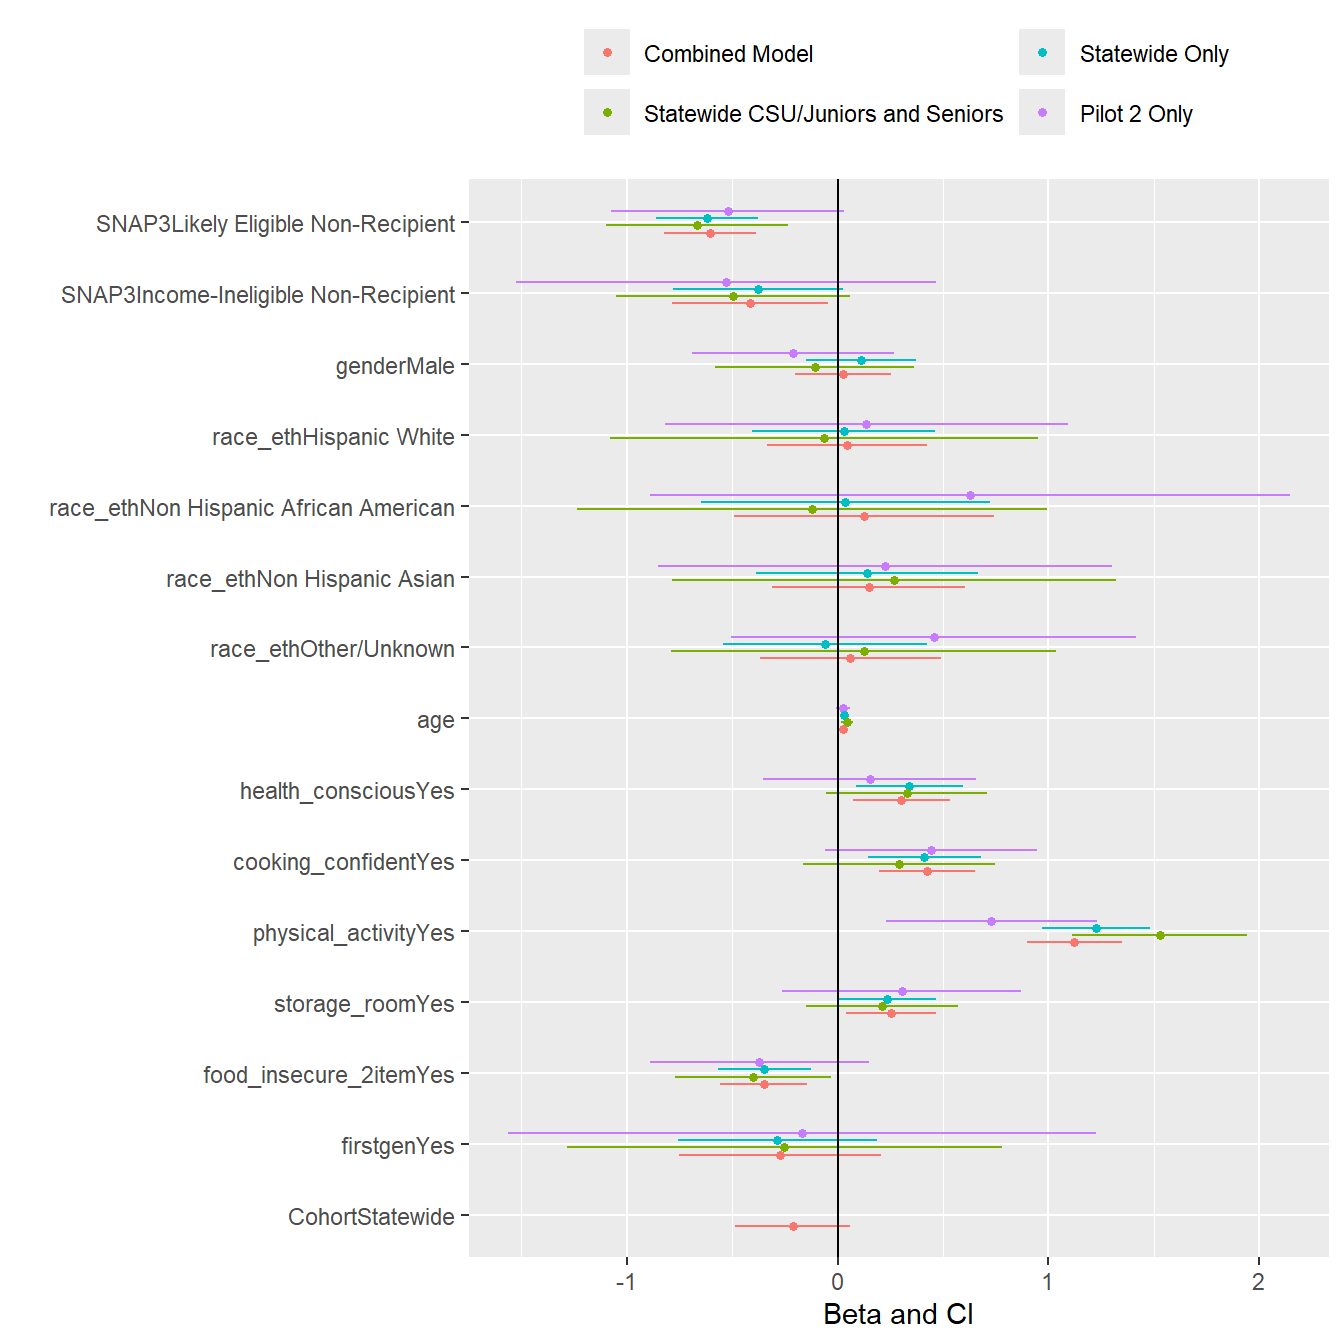 Combined Model
Statewide Only
Statewide CSU/Juniors and Seniors
Pilot 2 Only
SNAP3Likely Eligible Non-Recipient
SNAP3Income-Ineligible Non-Recipient
genderMale
race_ethHispanic White
race_ethNon Hispanic African American
race_ethNon Hispanic Asian
race_ethOther/Unknown
age
health_consciousYes
cooking_confidentYes
physical_activityYes
storage_roomYes
food_insecure_2itemYes
firstgenYes
CohortStatewide
-1 0 1 2
Beta and CI